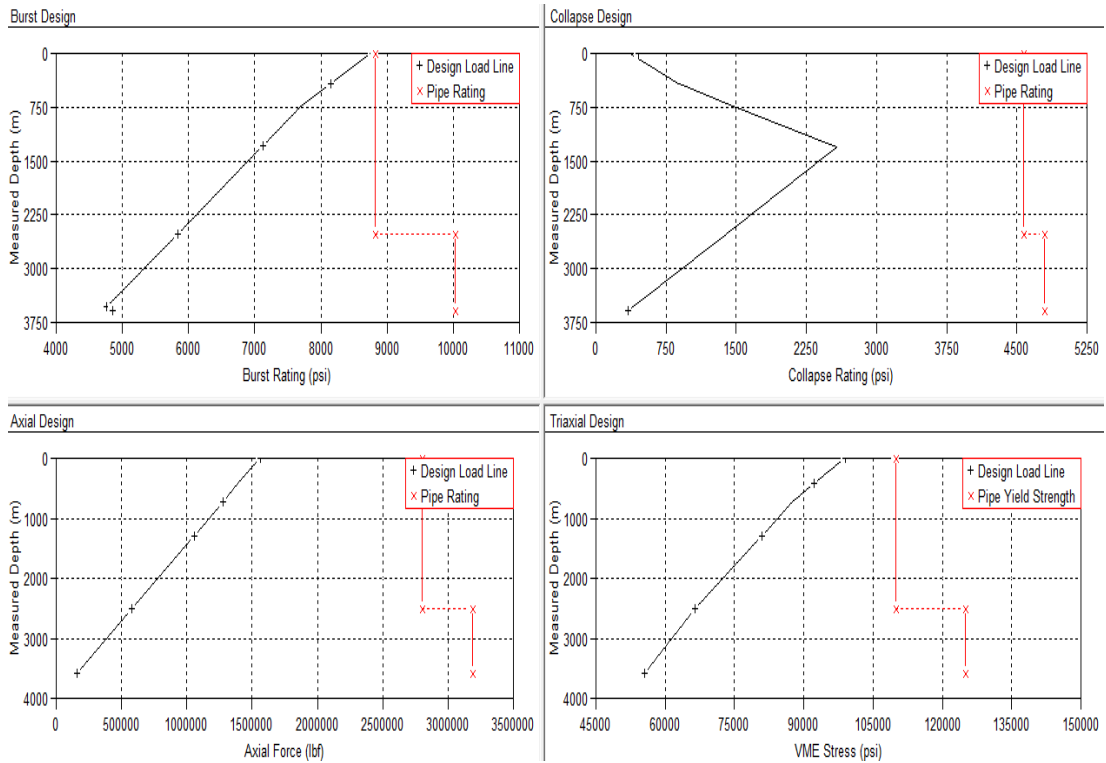 Burst Design
Design Load Line
Pipe Rating
Measured Depth (m)
0
750
1500
2250
3000
3750
4000 5000 6000 7000 8000 9000 10000 11000
Burst Rating (psi)
Collapse Design
Design Load Line
Pipe Rating
Measured Depth (m)
0
750
1500
2250
3000
3750
0 750 1500 2250 3000 3750 4500 5250
Collapse Rating (psi)
Axial Design
Design Load Line
Pipe Rating
Measured Depth (m)
0
1000
2000
3000
4000
0 500000 1000000 1500000 2000000 2500000 3000000 3500000
Axial Force (lbf)
Triaxial Design
Design Load Line
Pipe Yield Strength
Measured Depth (m)
0
1000
2000
3000
4000
45000 60000 75000 90000 105000 120000 135000 150000
VME Stress (psi)